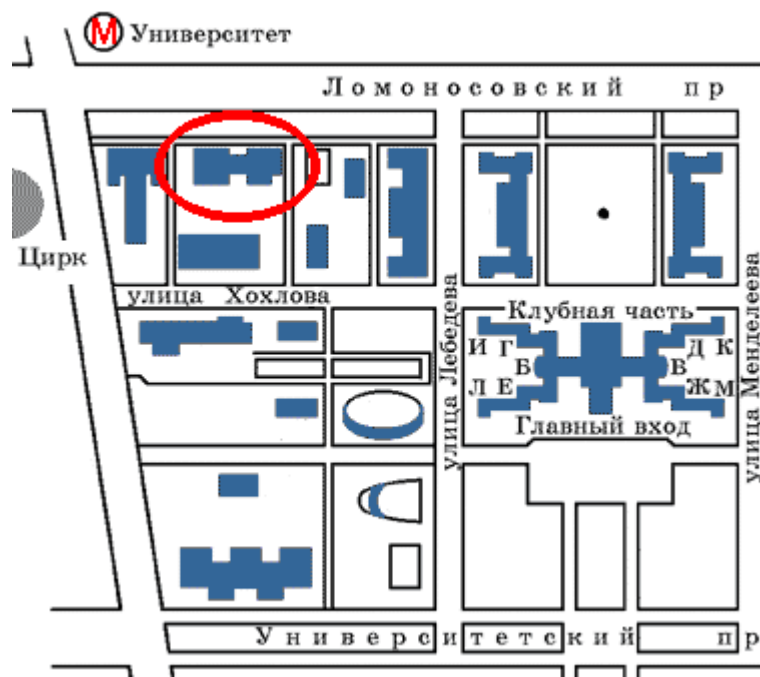 М Университет
Ломоносовский пр
Цирк
улица Хохлова
улица Лебедева
улица Менделеева
Клубная часть
И Г Д К
Б В
Л Е Ж М
Главный вход
Университетский пр